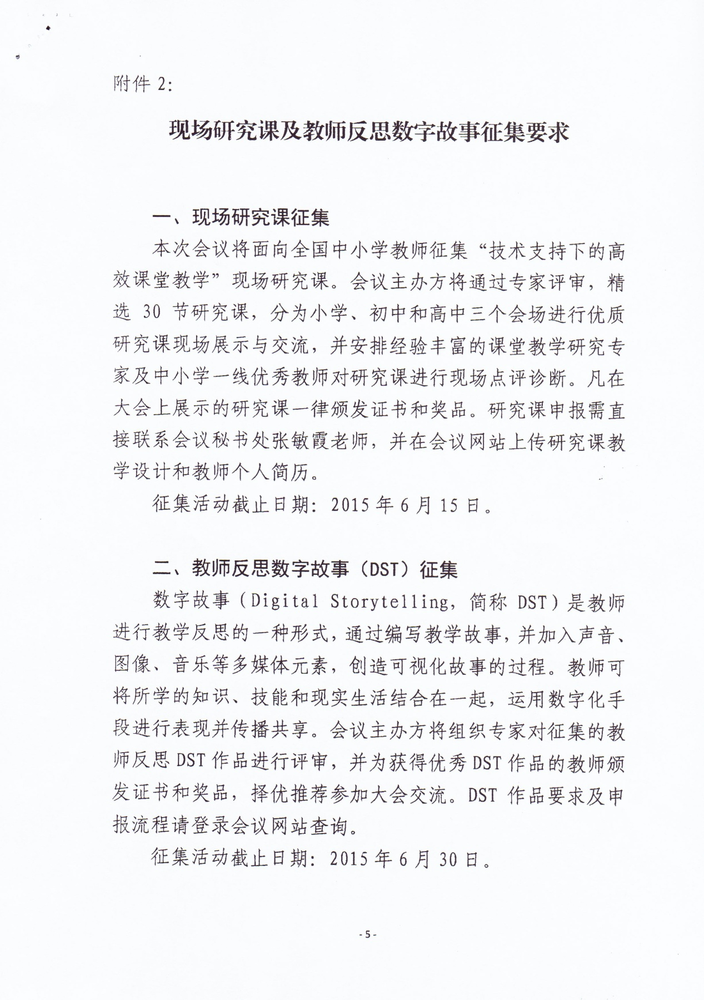 附件 2:
现场研究课及教师反思数字故事征集要求
一、现场研究课征集
本次会议将面向全国中小学教师征集“技术支持下的高
效课堂教学”现场研究课。会议主办方将通过专家评审，精
选 30 节研究课，分为小学、初中和高中三个会场进行优质
研究课现场展示与交流，并安排经验丰富的课堂教学研究专
家及中小学一线优秀教师对研究课进行现场点评诊断。凡在
大会上展示的研究课一律颁发证书和奖品。研究课申报需直
接联系会议秘书处张敏霞老师，并在会议网站上传研究课教
学设计和教师个人简历。
征集活动截止日期：2015 年 6 月 15 日。
二、教师反思数字故事（DST）征集
数字故事（Digital Storytelling，简称 DST）是教师
进行教学反思的一种形式，通过编写教学故事，并加入声音、
图像、音乐等多媒体元素，创造可视化故事的过程。教师可
将所学的知识、技能和现实生活结合在一起，运用数字化手
段进行表现并传播共享。会议主办方将组织专家对征集的教
师反思 DST 作品进行评审，并为获得优秀 DST 作品的教师颁
发证书和奖品，择优推荐参加大会交流。DST 作品要求及申
报流程请登录会议网站查询。
征集活动截止日期：2015 年 6 月 30 日。
- 5 -